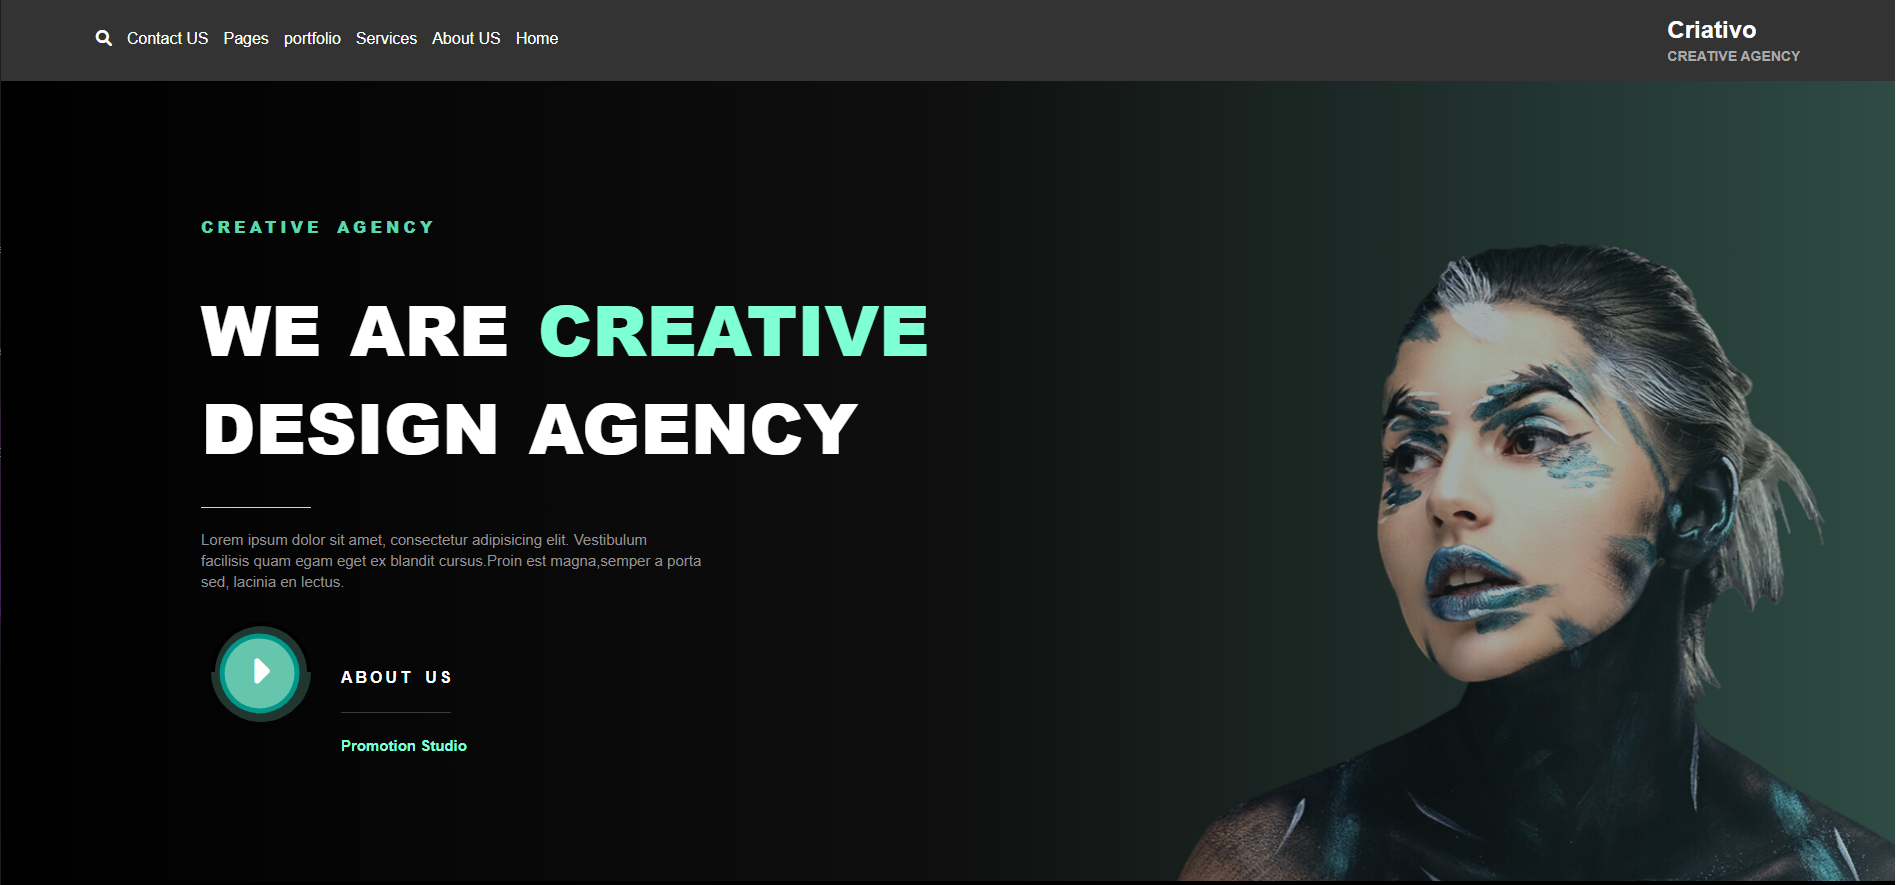 Contact US Pages portfolio Services About US Home
Criativo
CREATIVE AGENCY
CREATIVE AGENCY
WE ARE CREATIVE
DESIGN AGENCY
Lorem ipsum dolor sit amet, consectetur adipisicing elit. Vestibulum
facilisis quam egam eget ex blandit cursus.Proin est magna,semper a porta
sed, lacinia en lectus.
ABOUT US
Promotion Studio